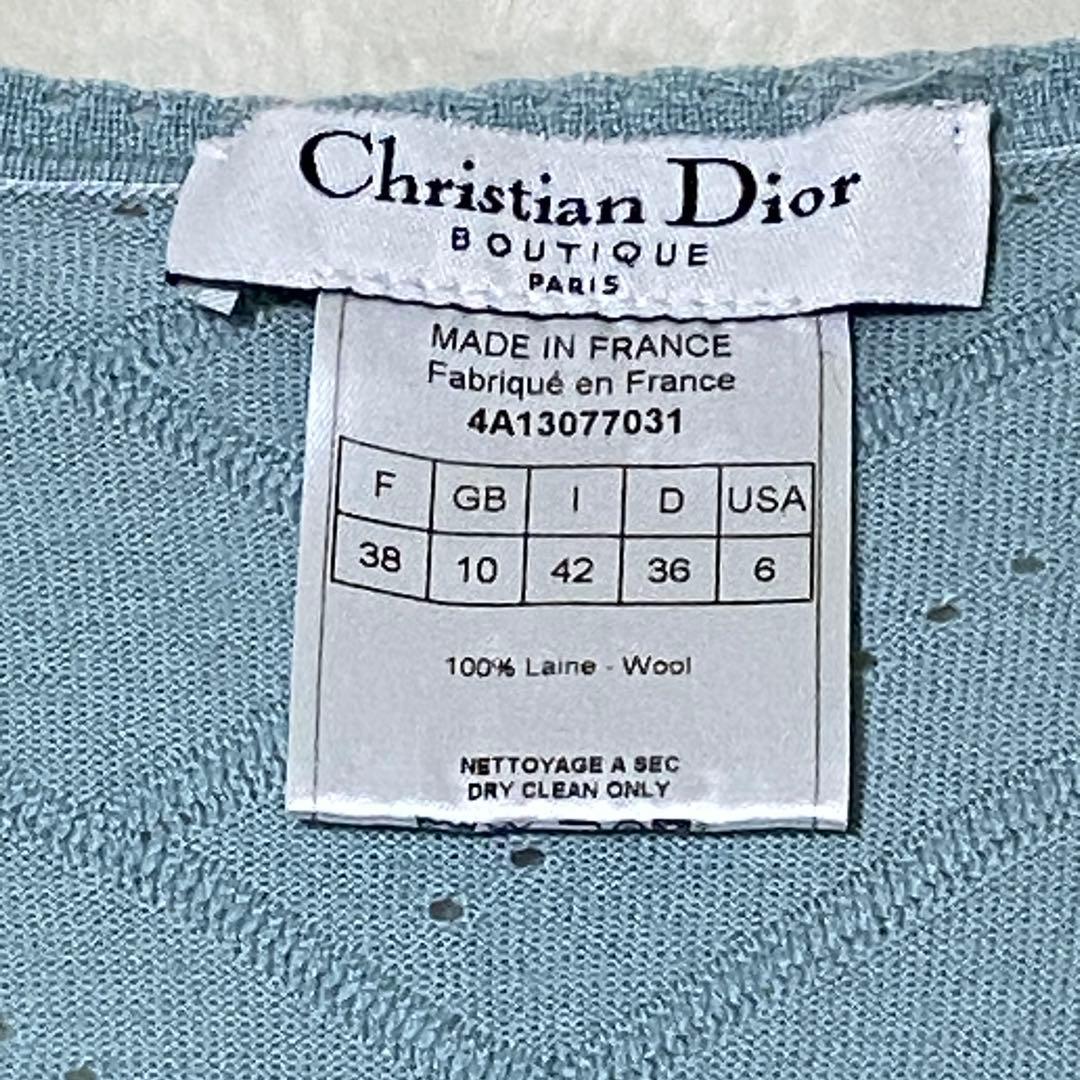 Christian Dior
BOUTIQUE
PARIS
MADE IN FRANCE
Fabriqué en France
4A13077031
F GB I D USA
38 10 42 36 6
100% Laine - Wool
NETTOYAGE A SEC
DRY CLEAN ONLY